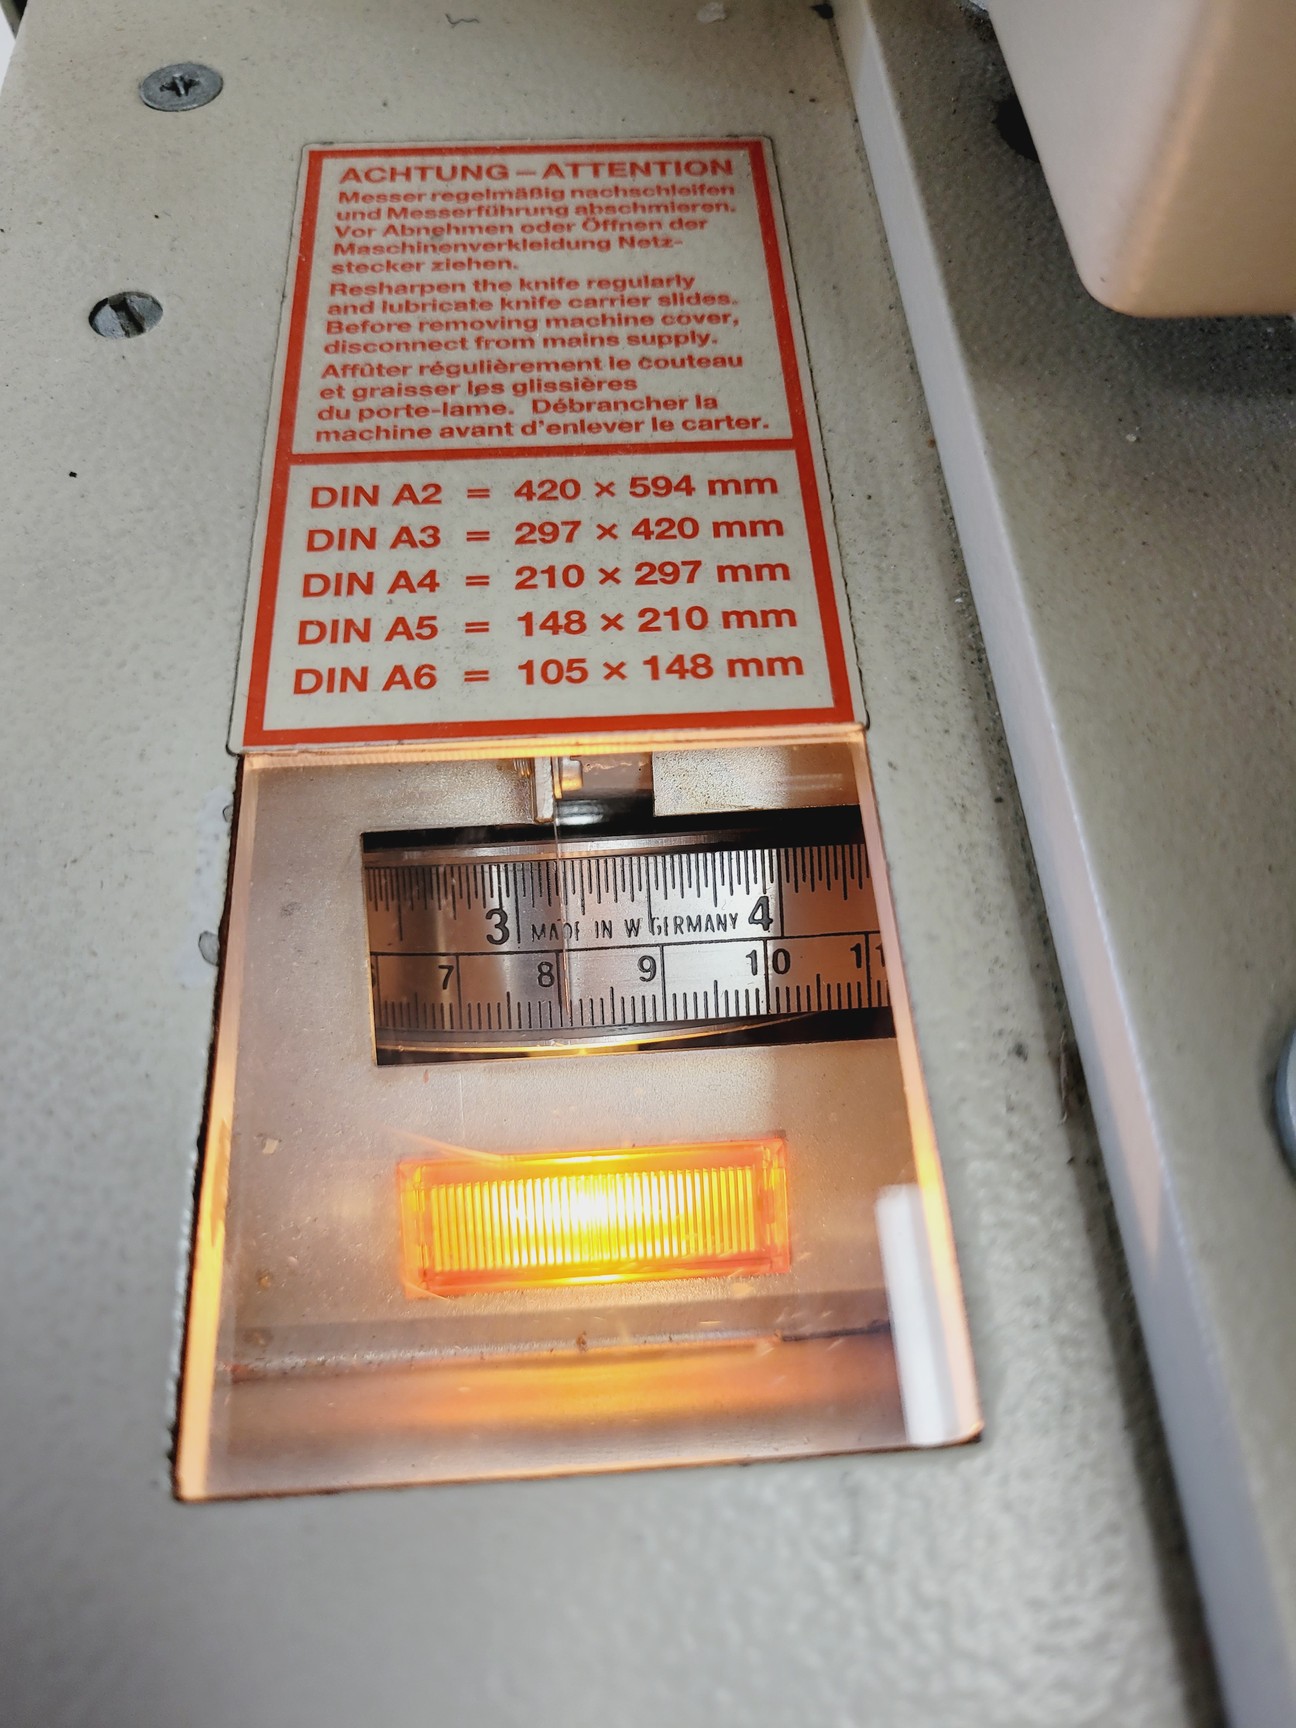 ACHTUNG – ATTENTION
Messer regelmäßig nachschleifen
und Messerführung abschmieren.
Vor Abnehmen oder Öffnen der
Maschinenverkleidung Netz-
stecker ziehen.
Resharpen the knife regularly
and lubricate knife carrier slides.
Before removing machine cover,
disconnect from mains supply.
Affûter régulièrement le couteau
et graisser les glissières
du porte-lame. Débrancher la
machine avant d'enlever le carter.
DIN A2 = 420 × 594 mm
DIN A3 = 297 × 420 mm
DIN A4 = 210 × 297 mm
DIN A5 = 148 × 210 mm
DIN A6 = 105 × 148 mm
3 MADE IN W GERMANY 4
7 8 9 10 11